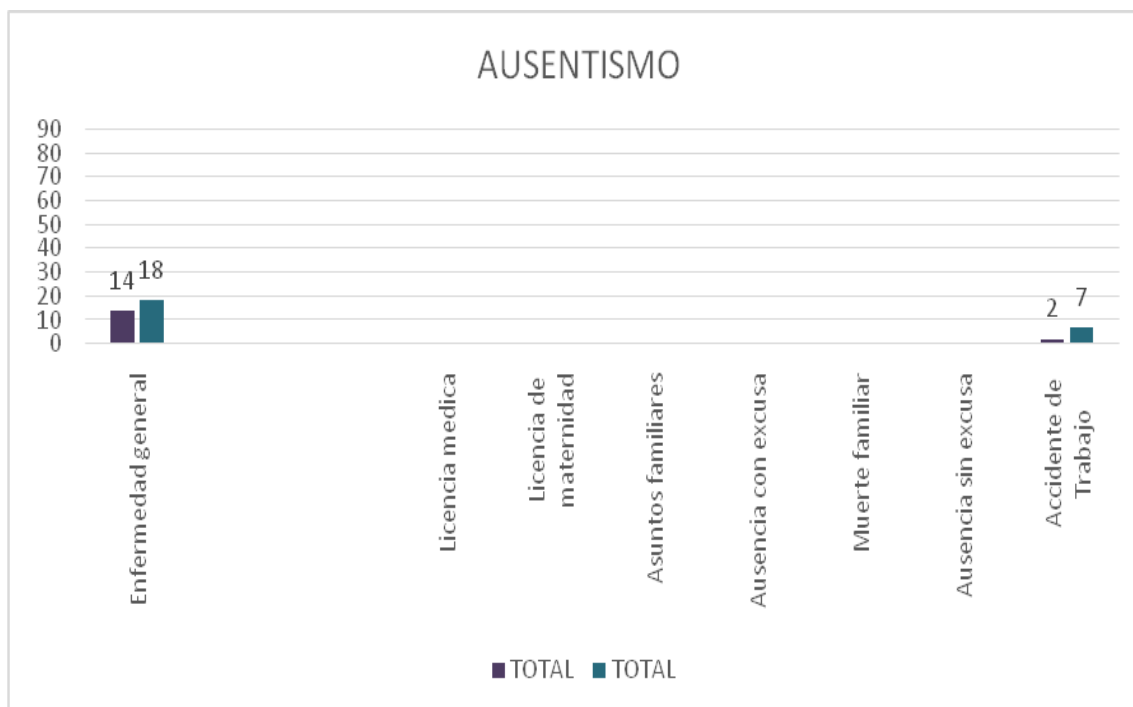 AUSENTISMO
90
80
70
60
50
40
30
20
10
0
14
18
2
7
Enfermedad general
Licencia medica
Licencia de
maternidad
Asuntos familiares
Ausencia con excusa
Muerte familiar
Ausencia sin excusa
Accidente de
Trabajo
TOTAL TOTAL